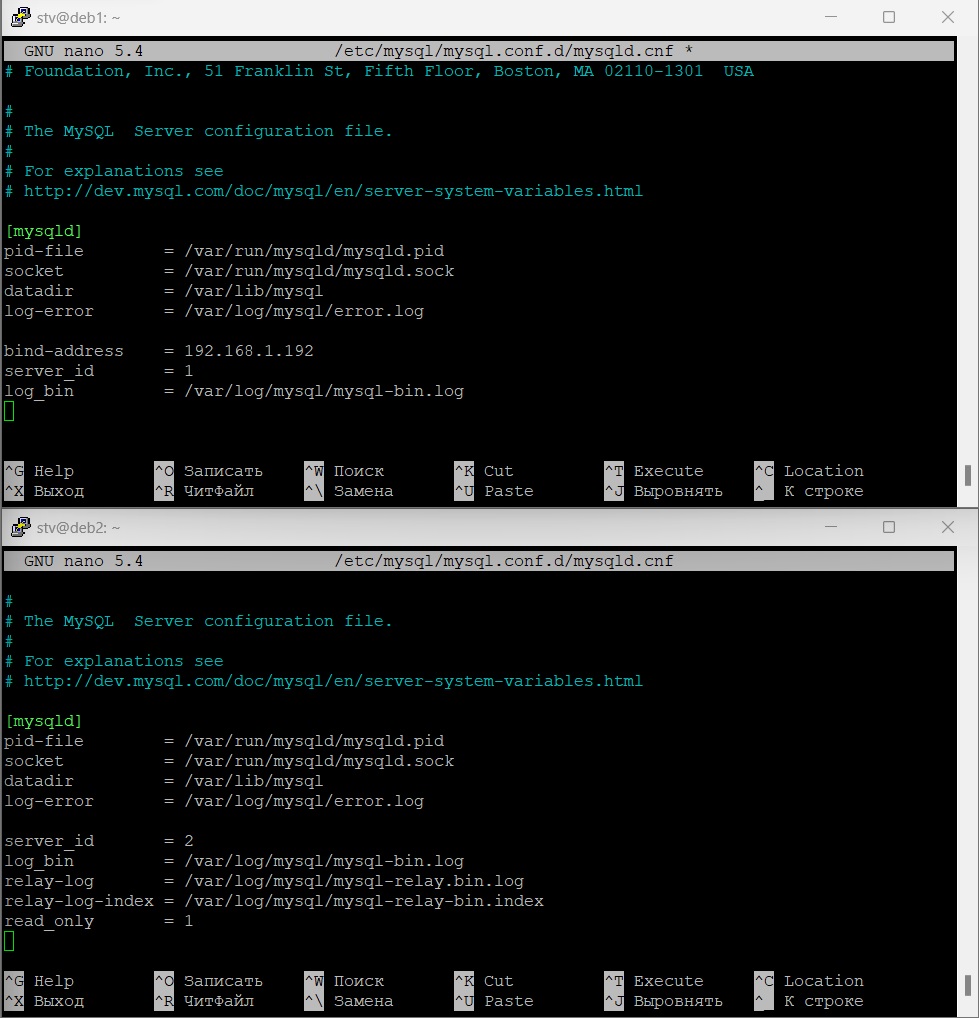 stv@deb1: ~
GNU nano 5.4 /etc/mysql/mysql.conf.d/mysqld.cnf *
# Foundation, Inc., 51 Franklin St, Fifth Floor, Boston, MA 02110-1301  USA
#
# The MySQL  Server configuration file.
#
# For explanations see
# http://dev.mysql.com/doc/mysql/en/server-system-variables.html
[mysqld]
pid-file        = /var/run/mysqld/mysqld.pid
socket          = /var/run/mysqld/mysqld.sock
datadir         = /var/lib/mysql
log-error       = /var/log/mysql/error.log
bind-address    = 192.168.1.192
server_id       = 1
log_bin         = /var/log/mysql/mysql-bin.log
^G Help ^O Записать ^W Поиск ^K Cut ^T Execute ^C Location
^X Выход ^R ЧитФайл ^\ Замена ^U Paste ^J Выровнять ^_ К строке
stv@deb2: ~
GNU nano 5.4 /etc/mysql/mysql.conf.d/mysqld.cnf
#
# The MySQL  Server configuration file.
#
# For explanations see
# http://dev.mysql.com/doc/mysql/en/server-system-variables.html
[mysqld]
pid-file        = /var/run/mysqld/mysqld.pid
socket          = /var/run/mysqld/mysqld.sock
datadir         = /var/lib/mysql
log-error       = /var/log/mysql/error.log
server_id       = 2
log_bin         = /var/log/mysql/mysql-bin.log
relay-log       = /var/log/mysql/mysql-relay.bin.log
relay-log-index = /var/log/mysql/mysql-relay-bin.index
read_only       = 1
^G Help ^O Записать ^W Поиск ^K Cut ^T Execute ^C Location
^X Выход ^R ЧитФайл ^\ Замена ^U Paste ^J Выровнять ^_ К строке